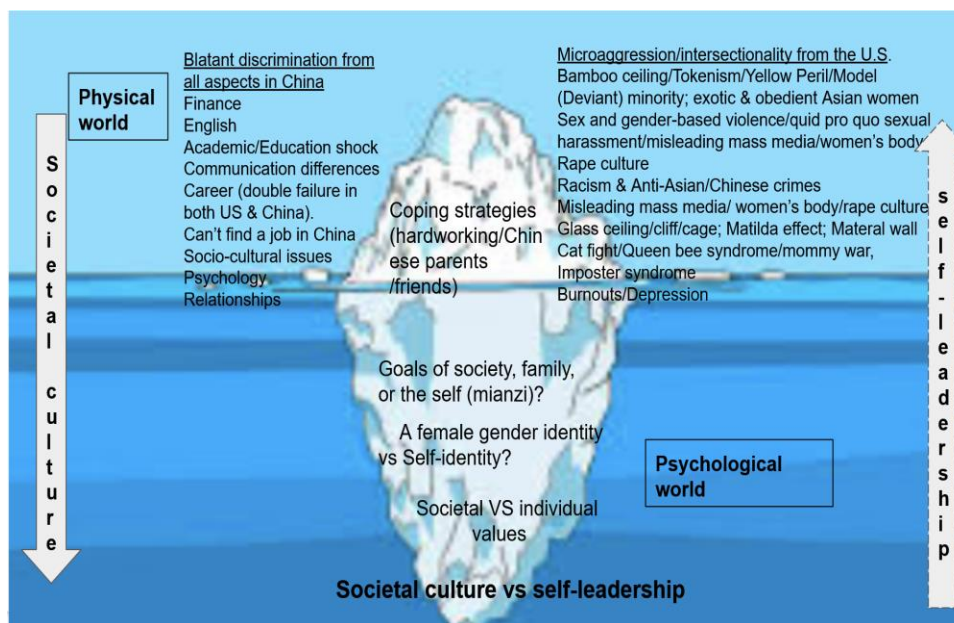 Blatant discrimination from
all aspects in China
Finance
English
Academic/Education shock
Communication differences
Career (double failure in
both US & China).
Can't find a job in China
Socio-cultural issues
Psychology
Relationships
Microaggression/intersectionality from the U.S.
Bamboo ceiling/Tokenism/Yellow Peril/Model
(Deviant) minority; exotic & obedient Asian women
Sex and gender-based violence/quid pro quo sexual
harassment/misleading mass media/women's body
Rape culture
Racism & Anti-Asian/Chinese crimes
Misleading mass media/ women's body/rape culture
Glass ceiling/cliff/cage; Matilda effect; Materal wall
Cat fight/Queen bee syndrome/mommy war,
Imposter syndrome
Burnouts/Depression
Physical
world
Societal culture
self-leadership
Coping strategies
(hardworking/Chin
ese parents
/friends)
Goals of society, family,
or the self (mianzi)?
A female gender identity
vs Self-identity?
Psychological
world
Societal VS individual
values
Societal culture vs self-leadership